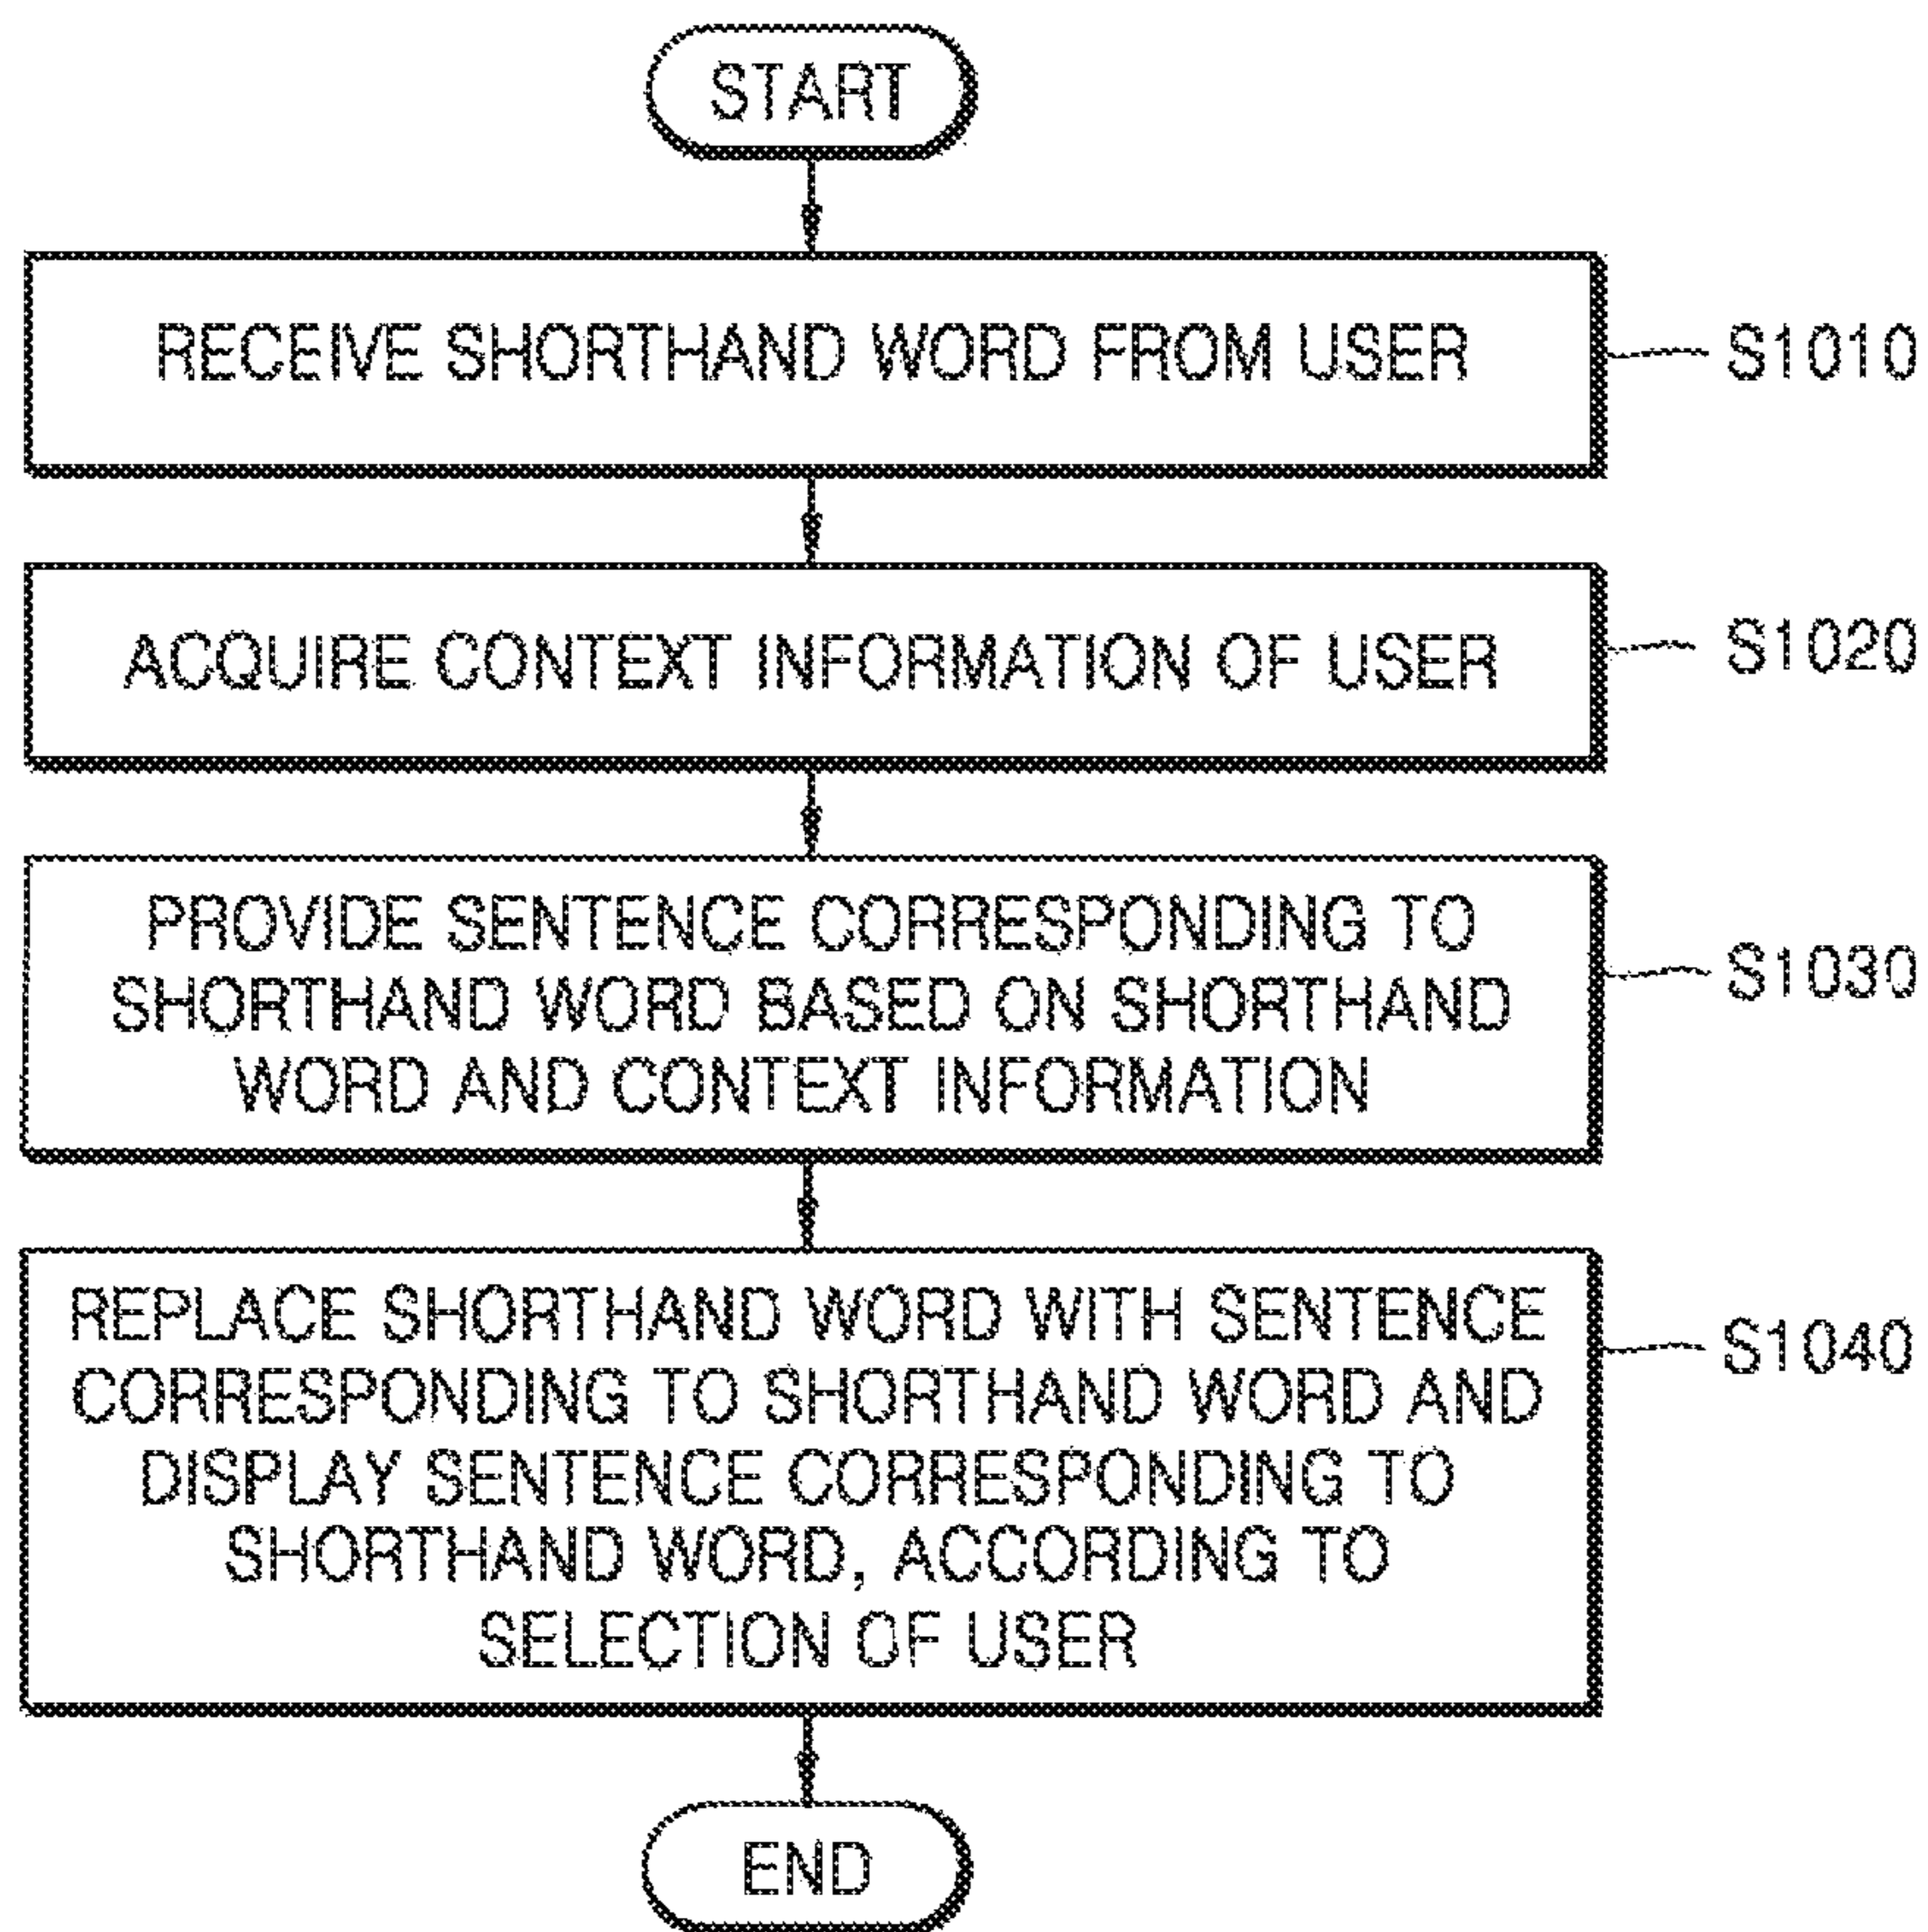 START
RECEIVE SHORTHAND WORD FROM USER
S1010
ACQUIRE CONTEXT INFORMATION OF USER
S1020
PROVIDE SENTENCE CORRESPONDING TO
SHORTHAND WORD BASED ON SHORTHAND
WORD AND CONTEXT INFORMATION
S1030
REPLACE SHORTHAND WORD WITH SENTENCE
CORRESPONDING TO SHORTHAND WORD AND
DISPLAY SENTENCE CORRESPONDING TO
SHORTHAND WORD, ACCORDING TO
SELECTION OF USER
S1040
END